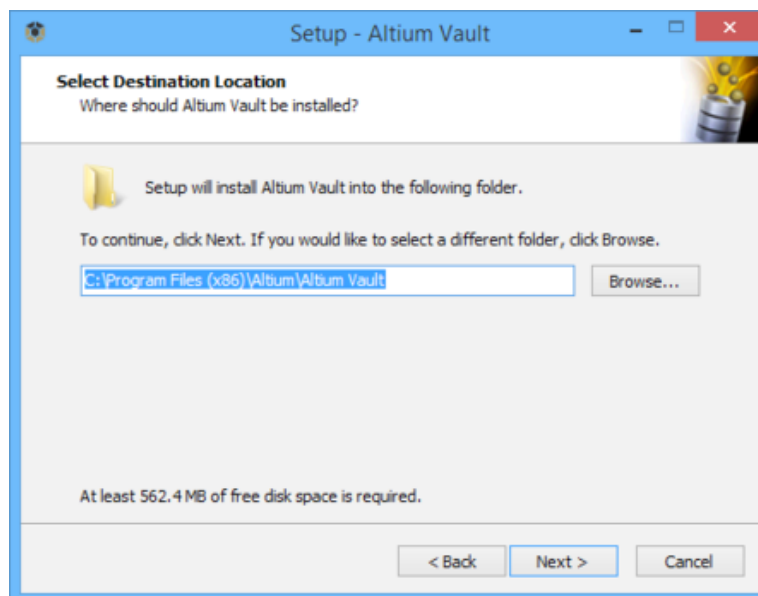 Setup - Altium Vault
Select Destination Location
Where should Altium Vault be installed?
Setup will install Altium Vault into the following folder.
To continue, click Next. If you would like to select a different folder, click Browse.
C:\Program Files (x86)\Altium\Altium Vault
Browse...
At least 562.4 MB of free disk space is required.
< Back
Next >
Cancel